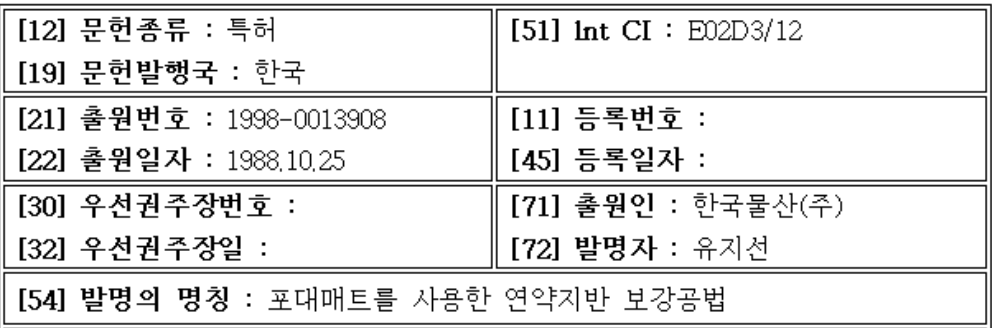 [12] 문헌종류 : 특허
[19] 문헌발행국 : 한국
[51] Int CI : E02D3/12
[21] 출원번호 : 1998-0013908
[22] 출원일자 : 1988.10.25
[11] 등록번호 :
[45] 등록일자 :
[30] 우선권주장번호 :
[32] 우선권주장일 :
[71] 출원인 : 한국물산(주)
[72] 발명자 : 유지선
[54] 발명의 명칭 : 포대매트를 사용한 연약지반 보강공법